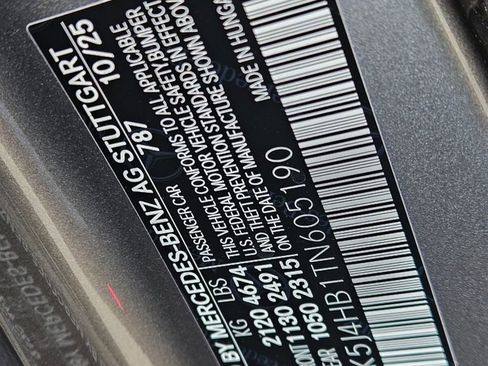 BY MERCEDES-BENZ AG STUTTGART
787 10/25
KG LBS
2120 4674
1130 2491
1050 2315
PASSENGER CAR
THIS VEHICLE CONFORMS TO ALL APPLICABLE
U.S. FEDERAL MOTOR VEHICLE SAFETY, BUMPER
AND THEFT PREVENTION STANDARDS IN EFFECT
ON THE DATE OF MANUFACTURE SHOWN ABOVE
MADE IN HUNGA
K5J4HB1TN605190